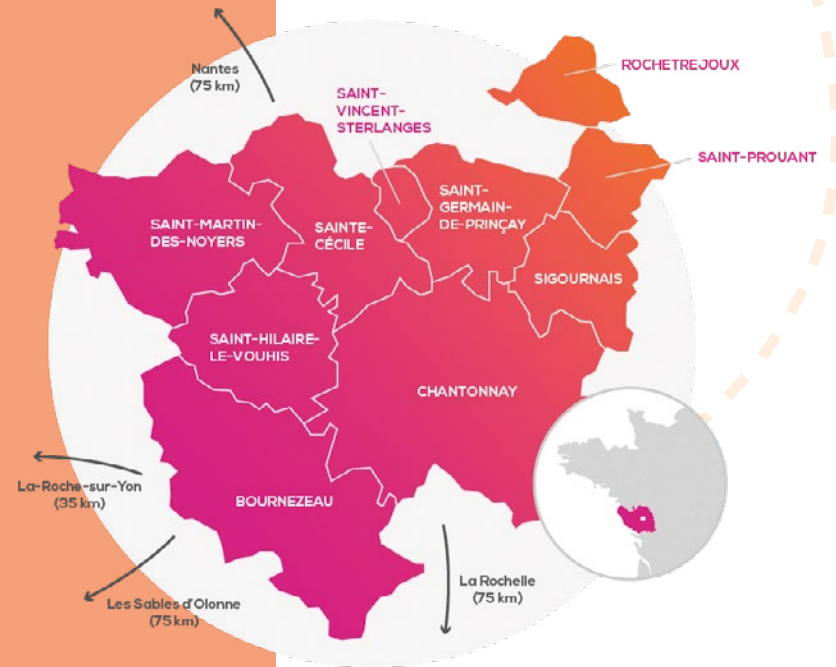 Nantes
(75 km)
ROCHETREJOUX
SAINT-
VINCENT-
STERLANGES
SAINT-PROUANT
SAINT-
GERMAIN-
DE-PRINÇAY
SAINT-MARTIN-
DES-NOYERS
SAINTE-
CÉCILE
SIGOURNAIS
SAINT-HILAIRE-
LE-VOUHIS
CHANTONNAY
La-Roche-sur-Yon
(35 km)
BOURNEZEAU
La Rochelle
(75 km)
Les Sables d'Olonne
(75 km)